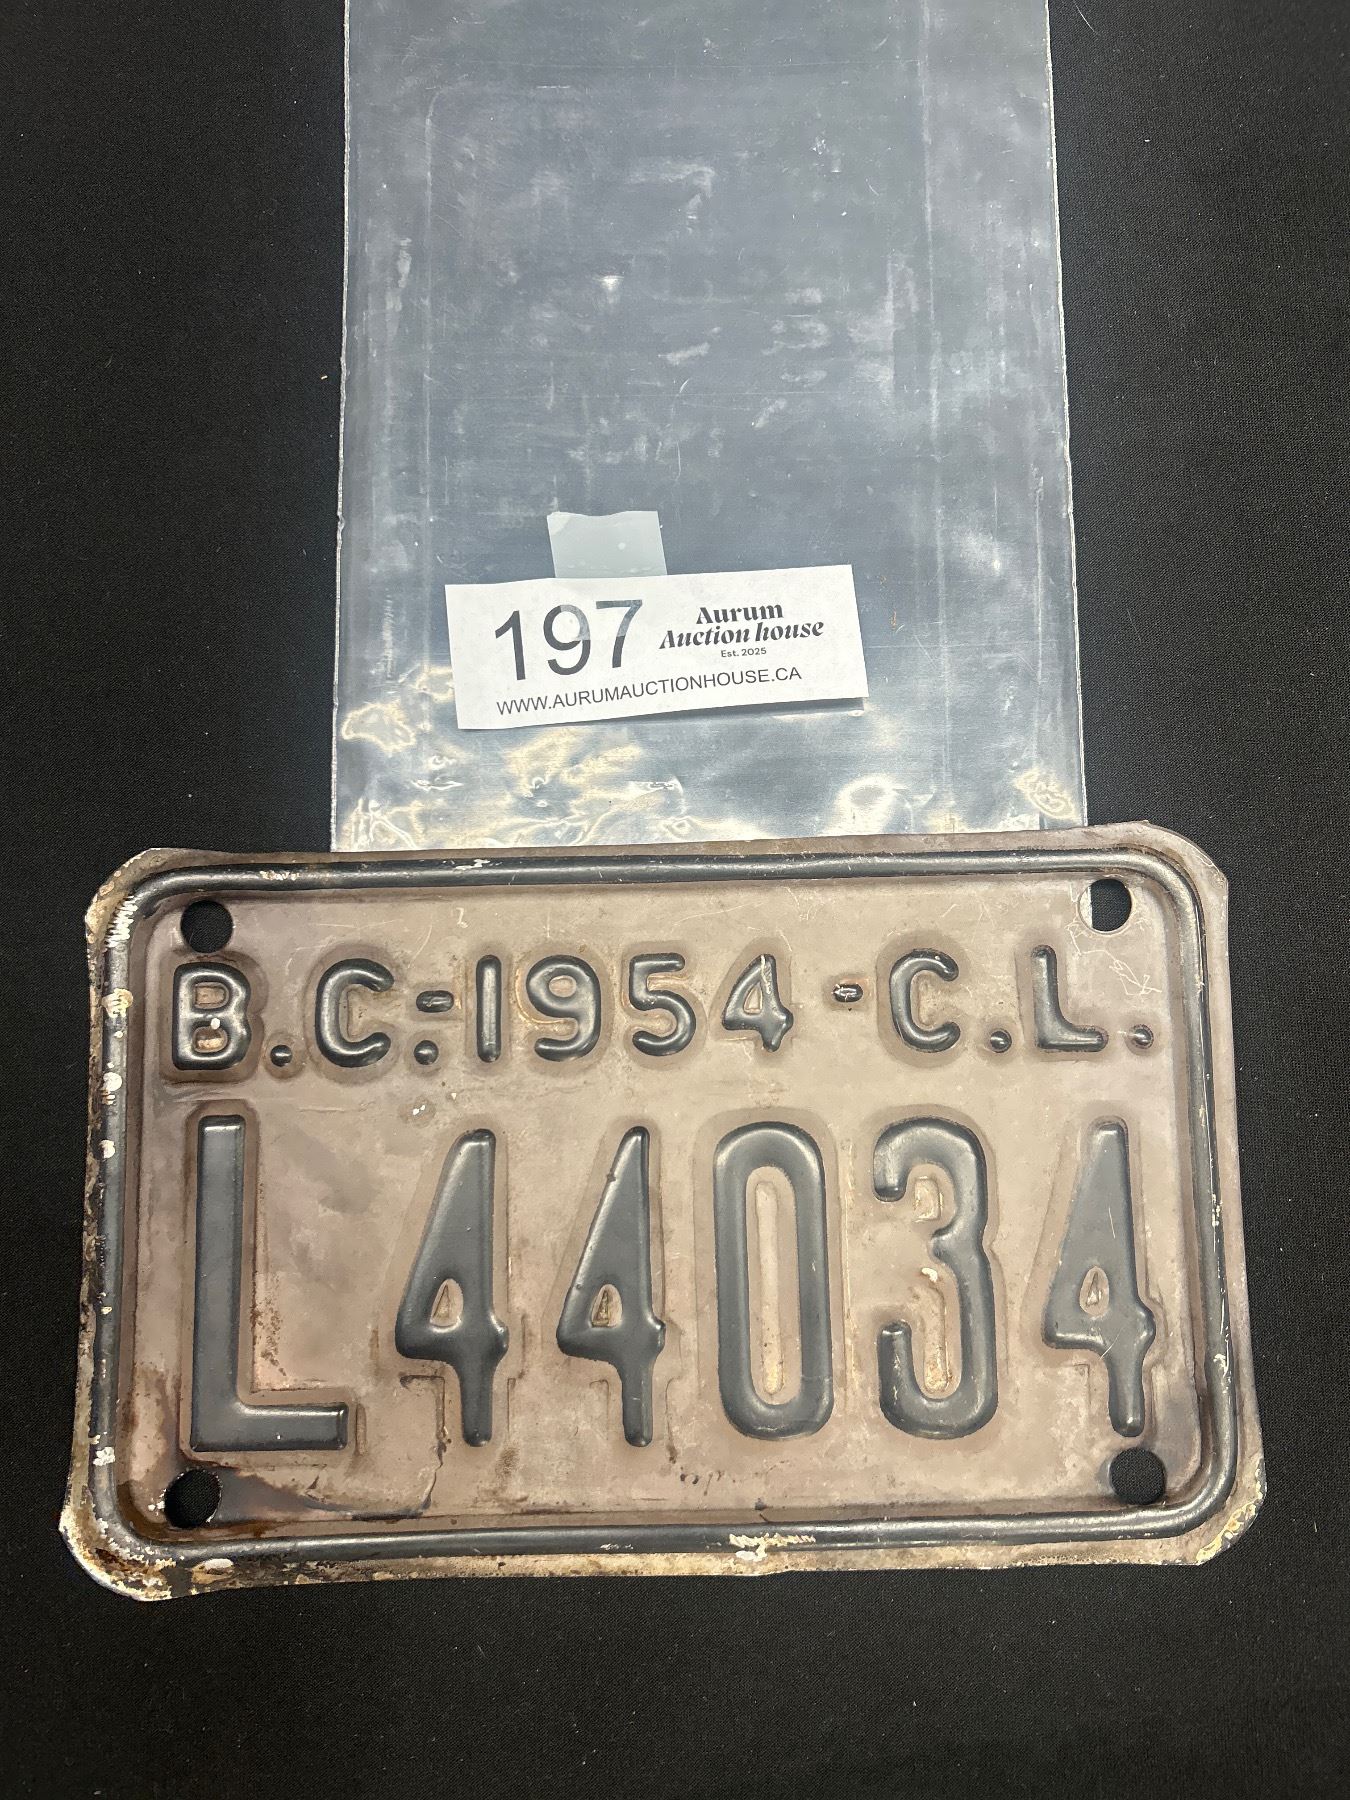 197
Aurum
Auction house
Est. 2025
WWW.AURUMAUCTIONHOUSE.CA
B.C.-1954-C.L.
L44034